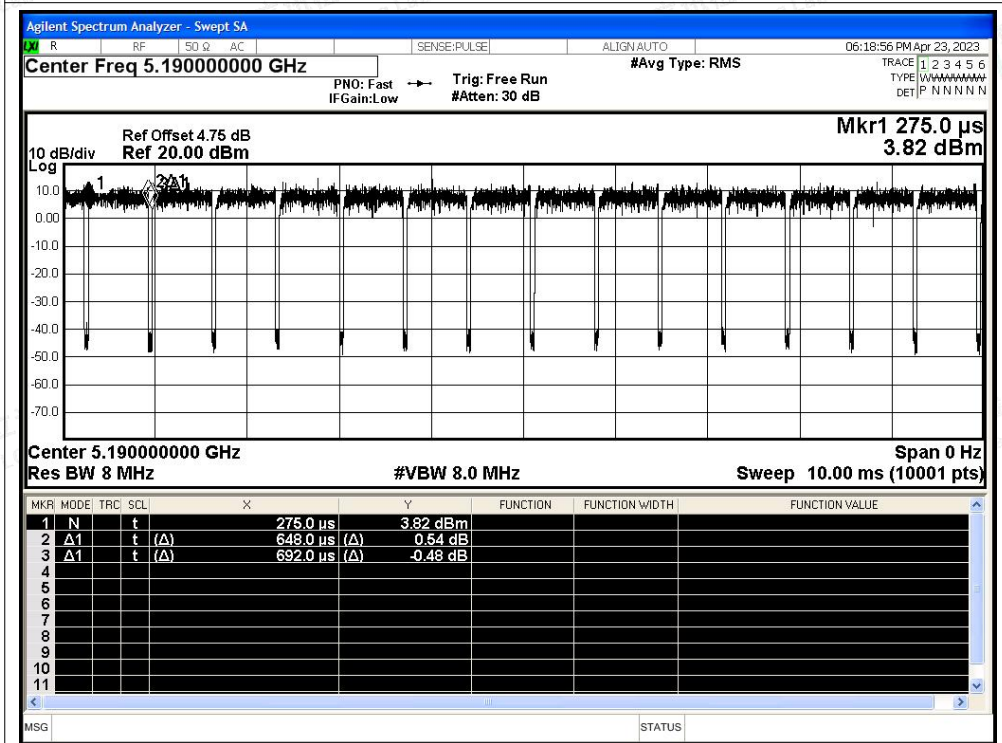 Agilent Spectrum Analyzer - Swept SA
LXI R RF 50 Ω AC SENSE:PULSE ALIGN AUTO 06:18:56 PM Apr 23, 2023
Center Freq 5.190000000 GHz #Avg Type: RMS TRACE 1 2 3 4 5 6
PNO: Fast Trig: Free Run TYPE WWWWWW
IFGain:Low #Atten: 30 dB DET P N N N N N
Ref Offset 4.75 dB Mkr1 275.0 µs
10 dB/div Ref 20.00 dBm 3.82 dBm
Log
1 2Δ1
10.0
0.00
-10.0
-20.0
-30.0
-40.0
-50.0
-60.0
-70.0
Center 5.190000000 GHz Span 0 Hz
Res BW 8 MHz #VBW 8.0 MHz Sweep 10.00 ms (10001 pts)
MKR MODE TRC SCL X Y FUNCTION FUNCTION WIDTH FUNCTION VALUE
1 N t 275.0 µs 3.82 dBm
2 Δ1 t (Δ) 648.0 µs (Δ) 0.54 dB
3 Δ1 t (Δ) 692.0 µs (Δ) -0.48 dB
4
5
6
7
8
9
10
11
MSG STATUS